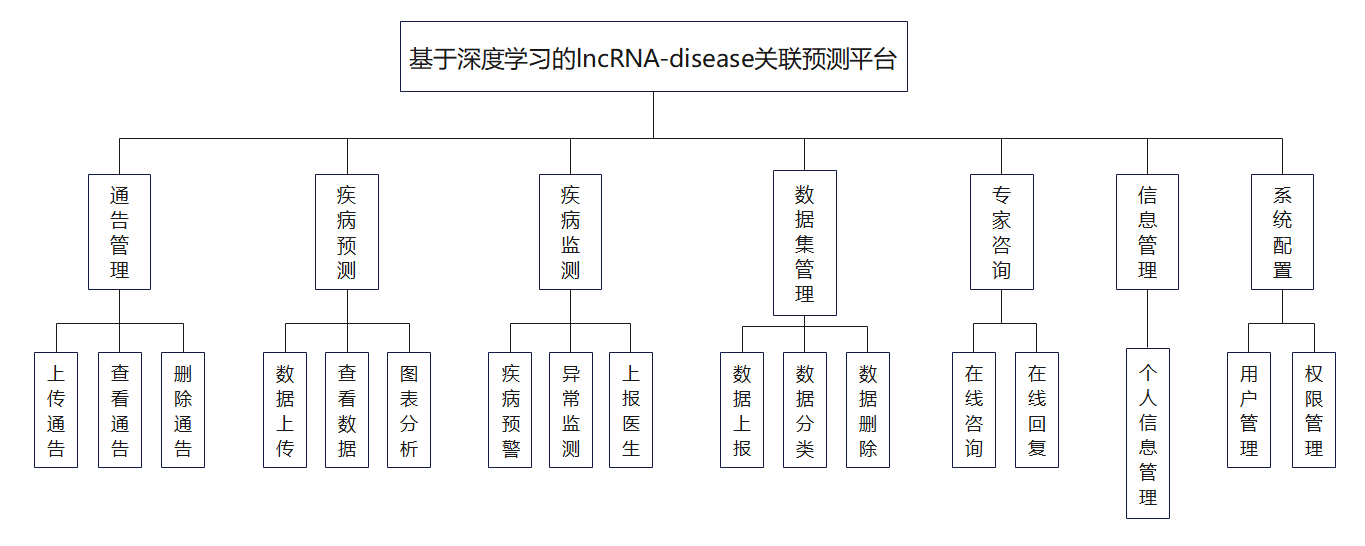 基于深度学习的lncRNA-disease关联预测平台
通告管理
疾病预测
疾病监测
数据集管理
专家咨询
信息管理
系统配置
上传通告
查看通告
删除通告
数据上传
查看数据
图表分析
疾病预警
异常监测
上报医生
数据上报
数据分类
数据删除
在线咨询
在线回复
个人信息管理
用户管理
权限管理